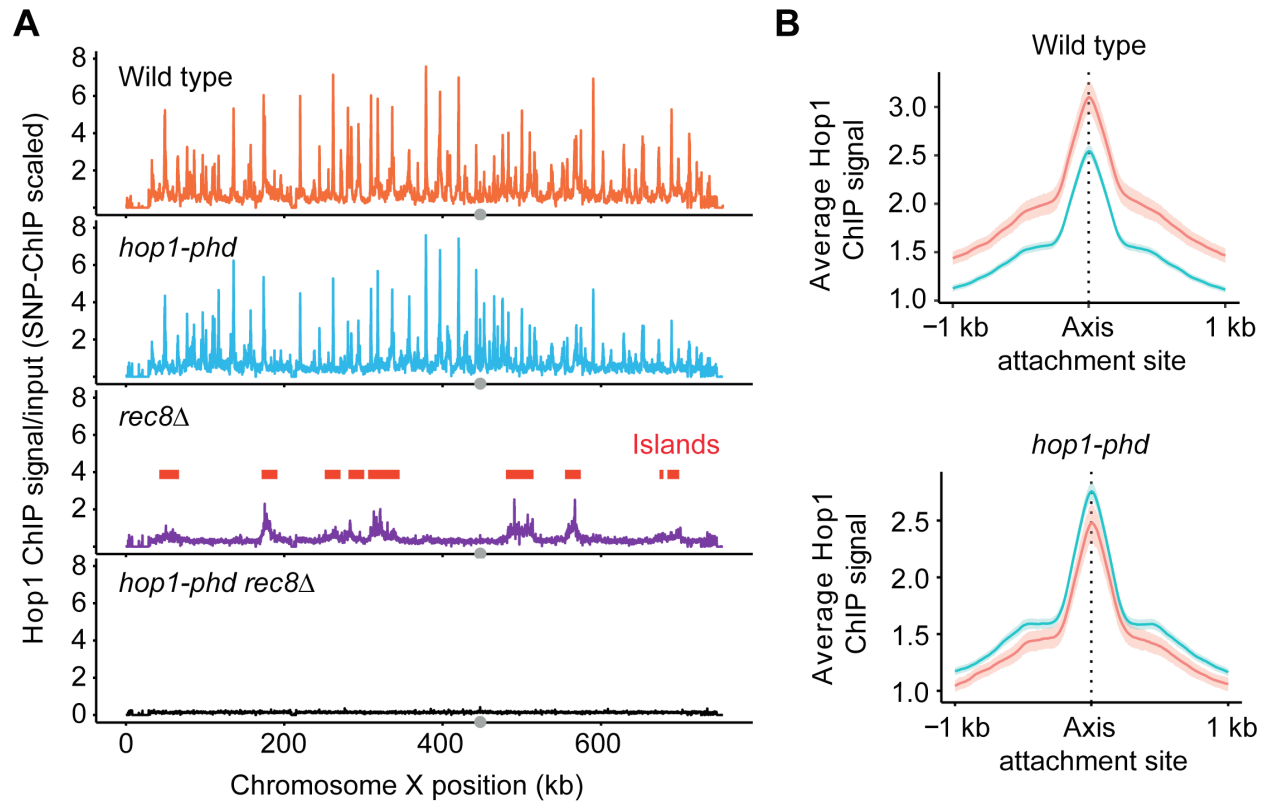 A
Hop1 ChIP signal/input (SNP-ChIP scaled)
8
6
4
2
Wild type
8
6
4
2
hop1-phd
8
6
4
2
rec8Δ
Islands
8
6
4
2
0
hop1-phd rec8Δ
0 200 400 600
Chromosome X position (kb)
B
Wild type
Average Hop1
ChIP signal
3.0
2.5
2.0
1.5
1.0
−1 kb Axis 1 kb
attachment site
hop1-phd
Average Hop1
ChIP signal
2.5
2.0
1.5
1.0
−1 kb Axis 1 kb
attachment site